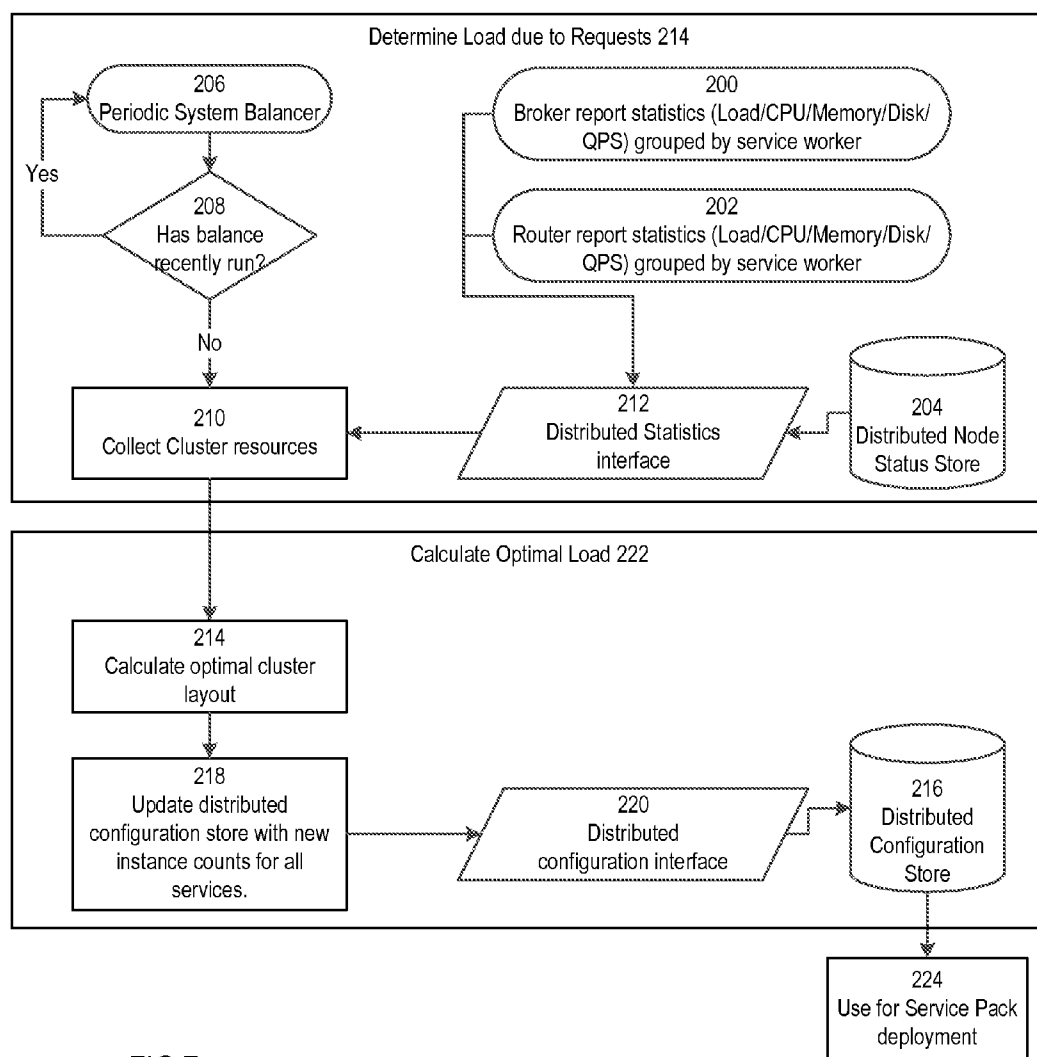 Determine Load due to Requests 214
206
Periodic System Balancer
Yes
208
Has balance
recently run?
No
200
Broker report statistics (Load/CPU/Memory/Disk/
QPS) grouped by service worker
202
Router report statistics (Load/CPU/Memory/Disk/
QPS) grouped by service worker
210
Collect Cluster resources
212
Distributed Statistics
interface
204
Distributed Node
Status Store
Calculate Optimal Load 222
214
Calculate optimal cluster
layout
218
Update distributed
configuration store with new
instance counts for all
services.
220
Distributed
configuration interface
216
Distributed
Configuration
Store
224
Use for Service Pack
deployment